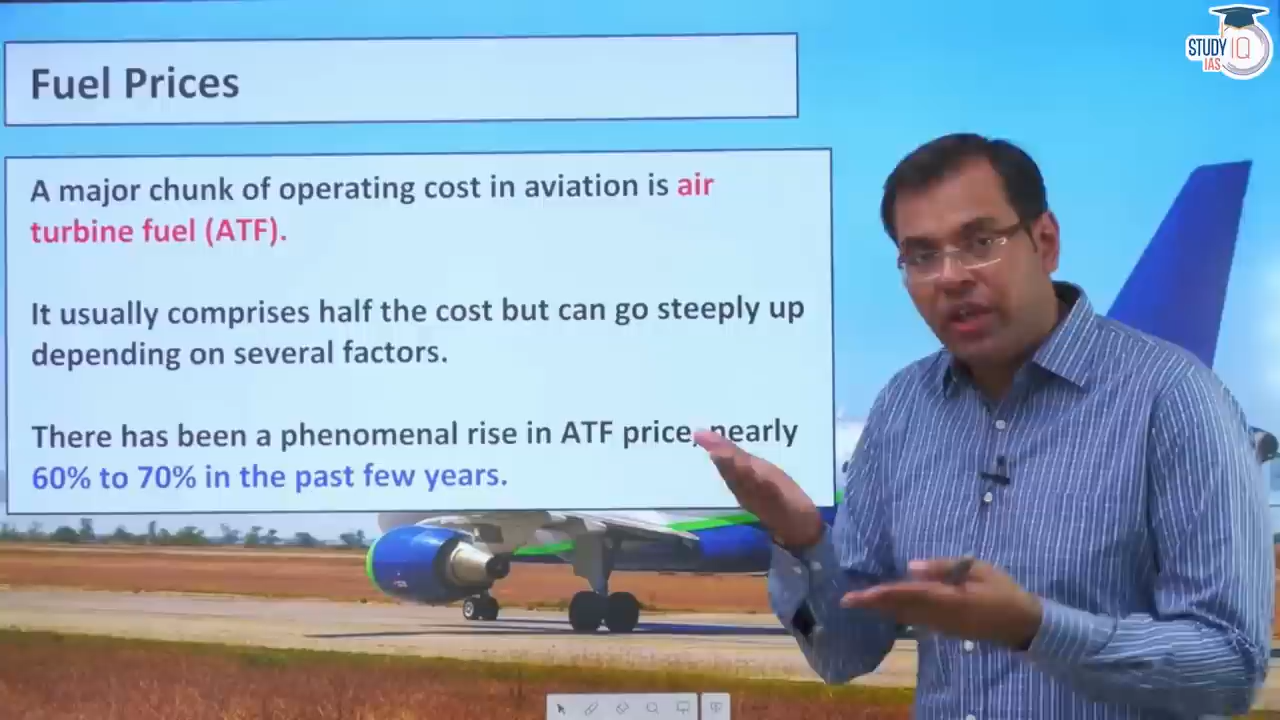 STUDY IQ
IAS
Fuel Prices
A major chunk of operating cost in aviation is air
turbine fuel (ATF).
It usually comprises half the cost but can go steeply up
depending on several factors.
There has been a phenomenal rise in ATF price, nearly
60% to 70% in the past few years.